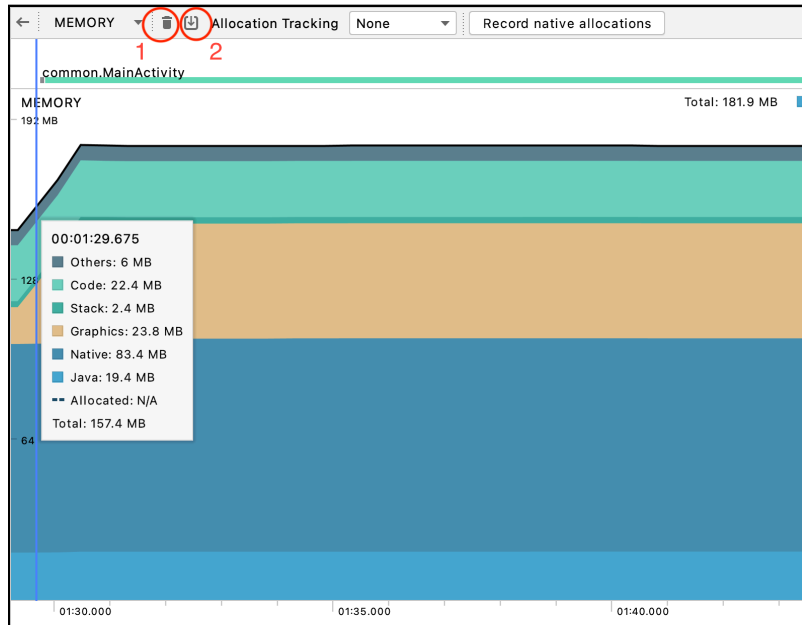 MEMORY
Allocation Tracking
None
Record native allocations
1
2
common.MainActivity
MEMORY
Total: 181.9 MB
192 MB
00:01:29.675
Others: 6 MB
Code: 22.4 MB
Stack: 2.4 MB
Graphics: 23.8 MB
Native: 83.4 MB
Java: 19.4 MB
Allocated: N/A
Total: 157.4 MB
128
64
01:30.000
01:35.000
01:40.000